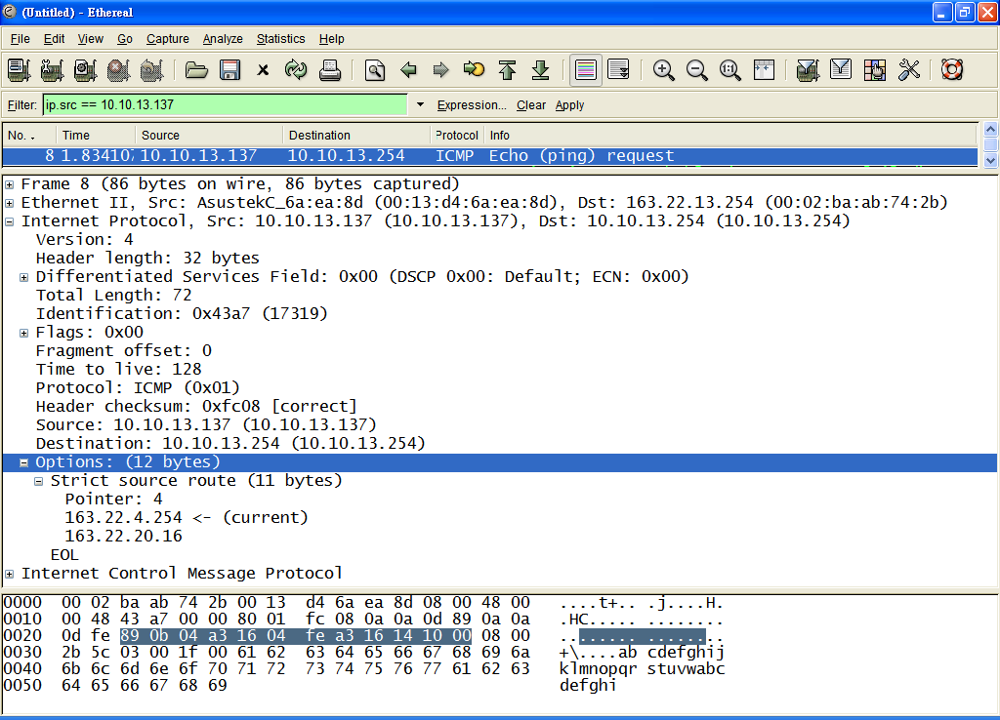 (Untitled) - Ethereal
File Edit View Go Capture Analyze Statistics Help
Filter: ip.src == 10.10.13.137 Expression... Clear Apply
No. . Time Source Destination Protocol Info
8 1.834107 10.10.13.137 10.10.13.254 ICMP Echo (ping) request
Frame 8 (86 bytes on wire, 86 bytes captured)
Ethernet II, Src: AsustekC_6a:ea:8d (00:13:d4:6a:ea:8d), Dst: 163.22.13.254 (00:02:ba:ab:74:2b)
Internet Protocol, Src: 10.10.13.137 (10.10.13.137), Dst: 10.10.13.254 (10.10.13.254)
Version: 4
Header length: 32 bytes
Differentiated Services Field: 0x00 (DSCP 0x00: Default; ECN: 0x00)
Total Length: 72
Identification: 0x43a7 (17319)
Flags: 0x00
Fragment offset: 0
Time to live: 128
Protocol: ICMP (0x01)
Header checksum: 0xfc08 [correct]
Source: 10.10.13.137 (10.10.13.137)
Destination: 10.10.13.254 (10.10.13.254)
Options: (12 bytes)
Strict source route (11 bytes)
Pointer: 4
163.22.4.254 <- (current)
163.22.20.16
EOL
Internet Control Message Protocol
0000 00 02 ba ab 74 2b 00 13 d4 6a ea 8d 08 00 48 00 ....t+.. .j....H.
0010 00 48 43 a7 00 00 80 01 fc 08 0a 0a 0d 89 0a 0a .HC..... ........
0020 0d fe 89 0b 04 a3 16 04 fe a3 16 14 10 00 08 00 ........ ........
0030 2b 5c 03 00 1f 00 61 62 63 64 65 66 67 68 69 6a +\....ab cdefghij
0040 6b 6c 6d 6e 6f 70 71 72 73 74 75 76 77 61 62 63 klmnopqr stuvwabc
0050 64 65 66 67 68 69 defghi